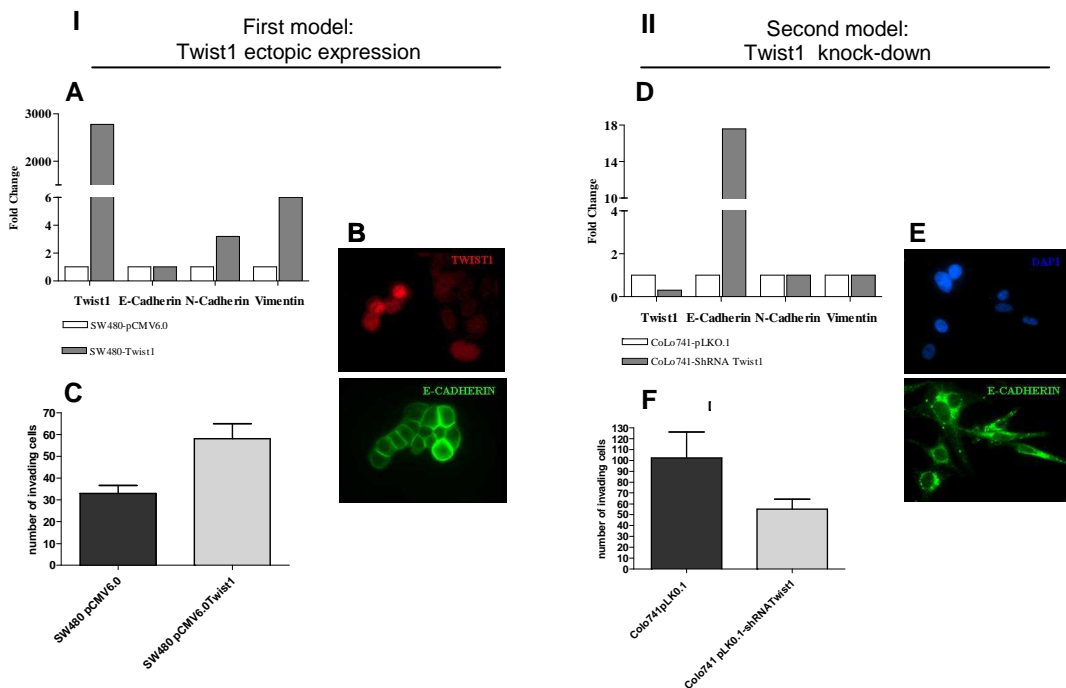 I
First model:
Twist1 ectopic expression
II
Second model:
Twist1 knock-down
A
3000
2000
6
4
2
0
Fold Change
Twist1 E-Cadherin N-Cadherin Vimentin
SW480-pCMV6.0
SW480-Twist1
B
TWIST1
E-CADHERIN
C
70
60
50
40
30
20
10
0
number of invading cells
SW480 pCMV6.0
SW480 pCMV6.0Twist1
D
18
14
10
4
2
1
0
Fold Change
Twist1 E-Cadherin N-Cadherin Vimentin
CoLo741-pLKO.1
CoLo741-ShRNA Twist1
E
DAPI
E-CADHERIN
F
130
120
110
100
90
80
70
60
50
40
30
20
10
0
number of invading cells
Colo741pLK0.1
Colo741 pLK0.1-shRNATwist1